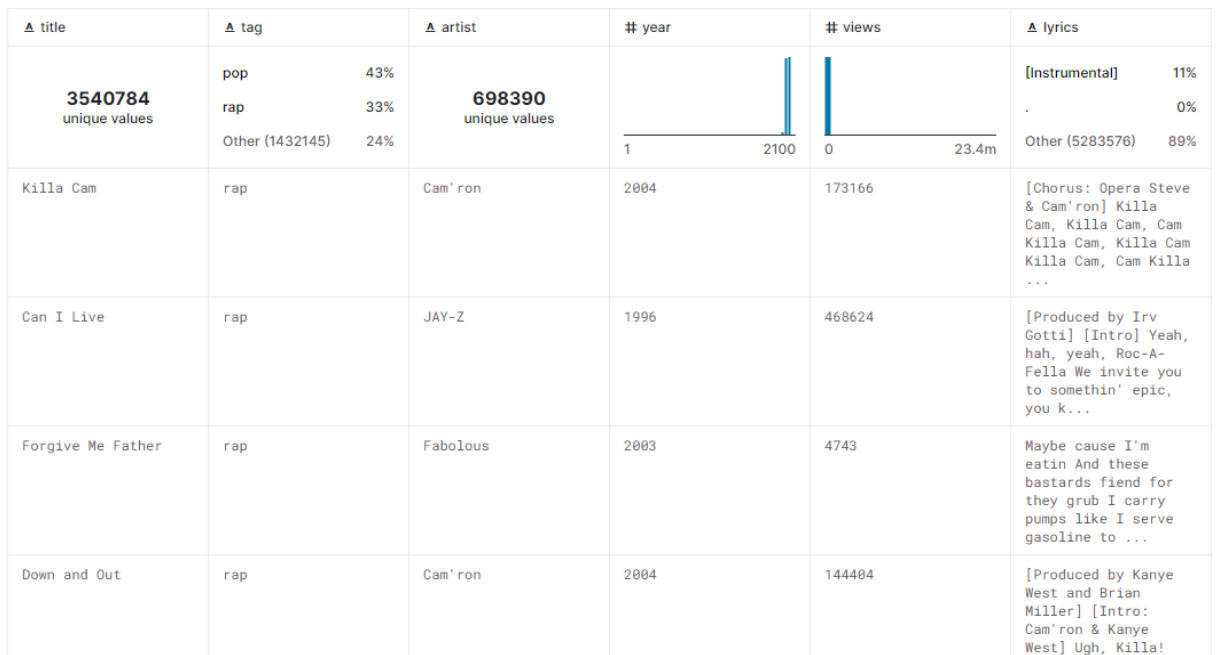 title tag artist # year # views lyrics
3540784
unique values
pop 43%
rap 33%
Other (1432145) 24%
698390
unique values
1 2100
0 23.4m
[Instrumental] 11%
. 0%
Other (5283576) 89%
Killa Cam rap Cam'ron 2004 173166
[Chorus: Opera Steve
& Cam'ron] Killa
Cam, Killa Cam, Cam
Killa Cam, Killa Cam
Killa Cam, Cam Killa
...
Can I Live rap JAY-Z 1996 468624
[Produced by Irv
Gotti] [Intro] Yeah,
hah, yeah, Roc-A-
Fella We invite you
to somethin' epic,
you k...
Forgive Me Father rap Fabolous 2003 4743
Maybe cause I'm
eatin And these
bastards fiend for
they grub I carry
pumps like I serve
gasoline to ...
Down and Out rap Cam'ron 2004 144404
[Produced by Kanye
West and Brian
Miller] [Intro:
Cam'ron & Kanye
West] Ugh, Killa!